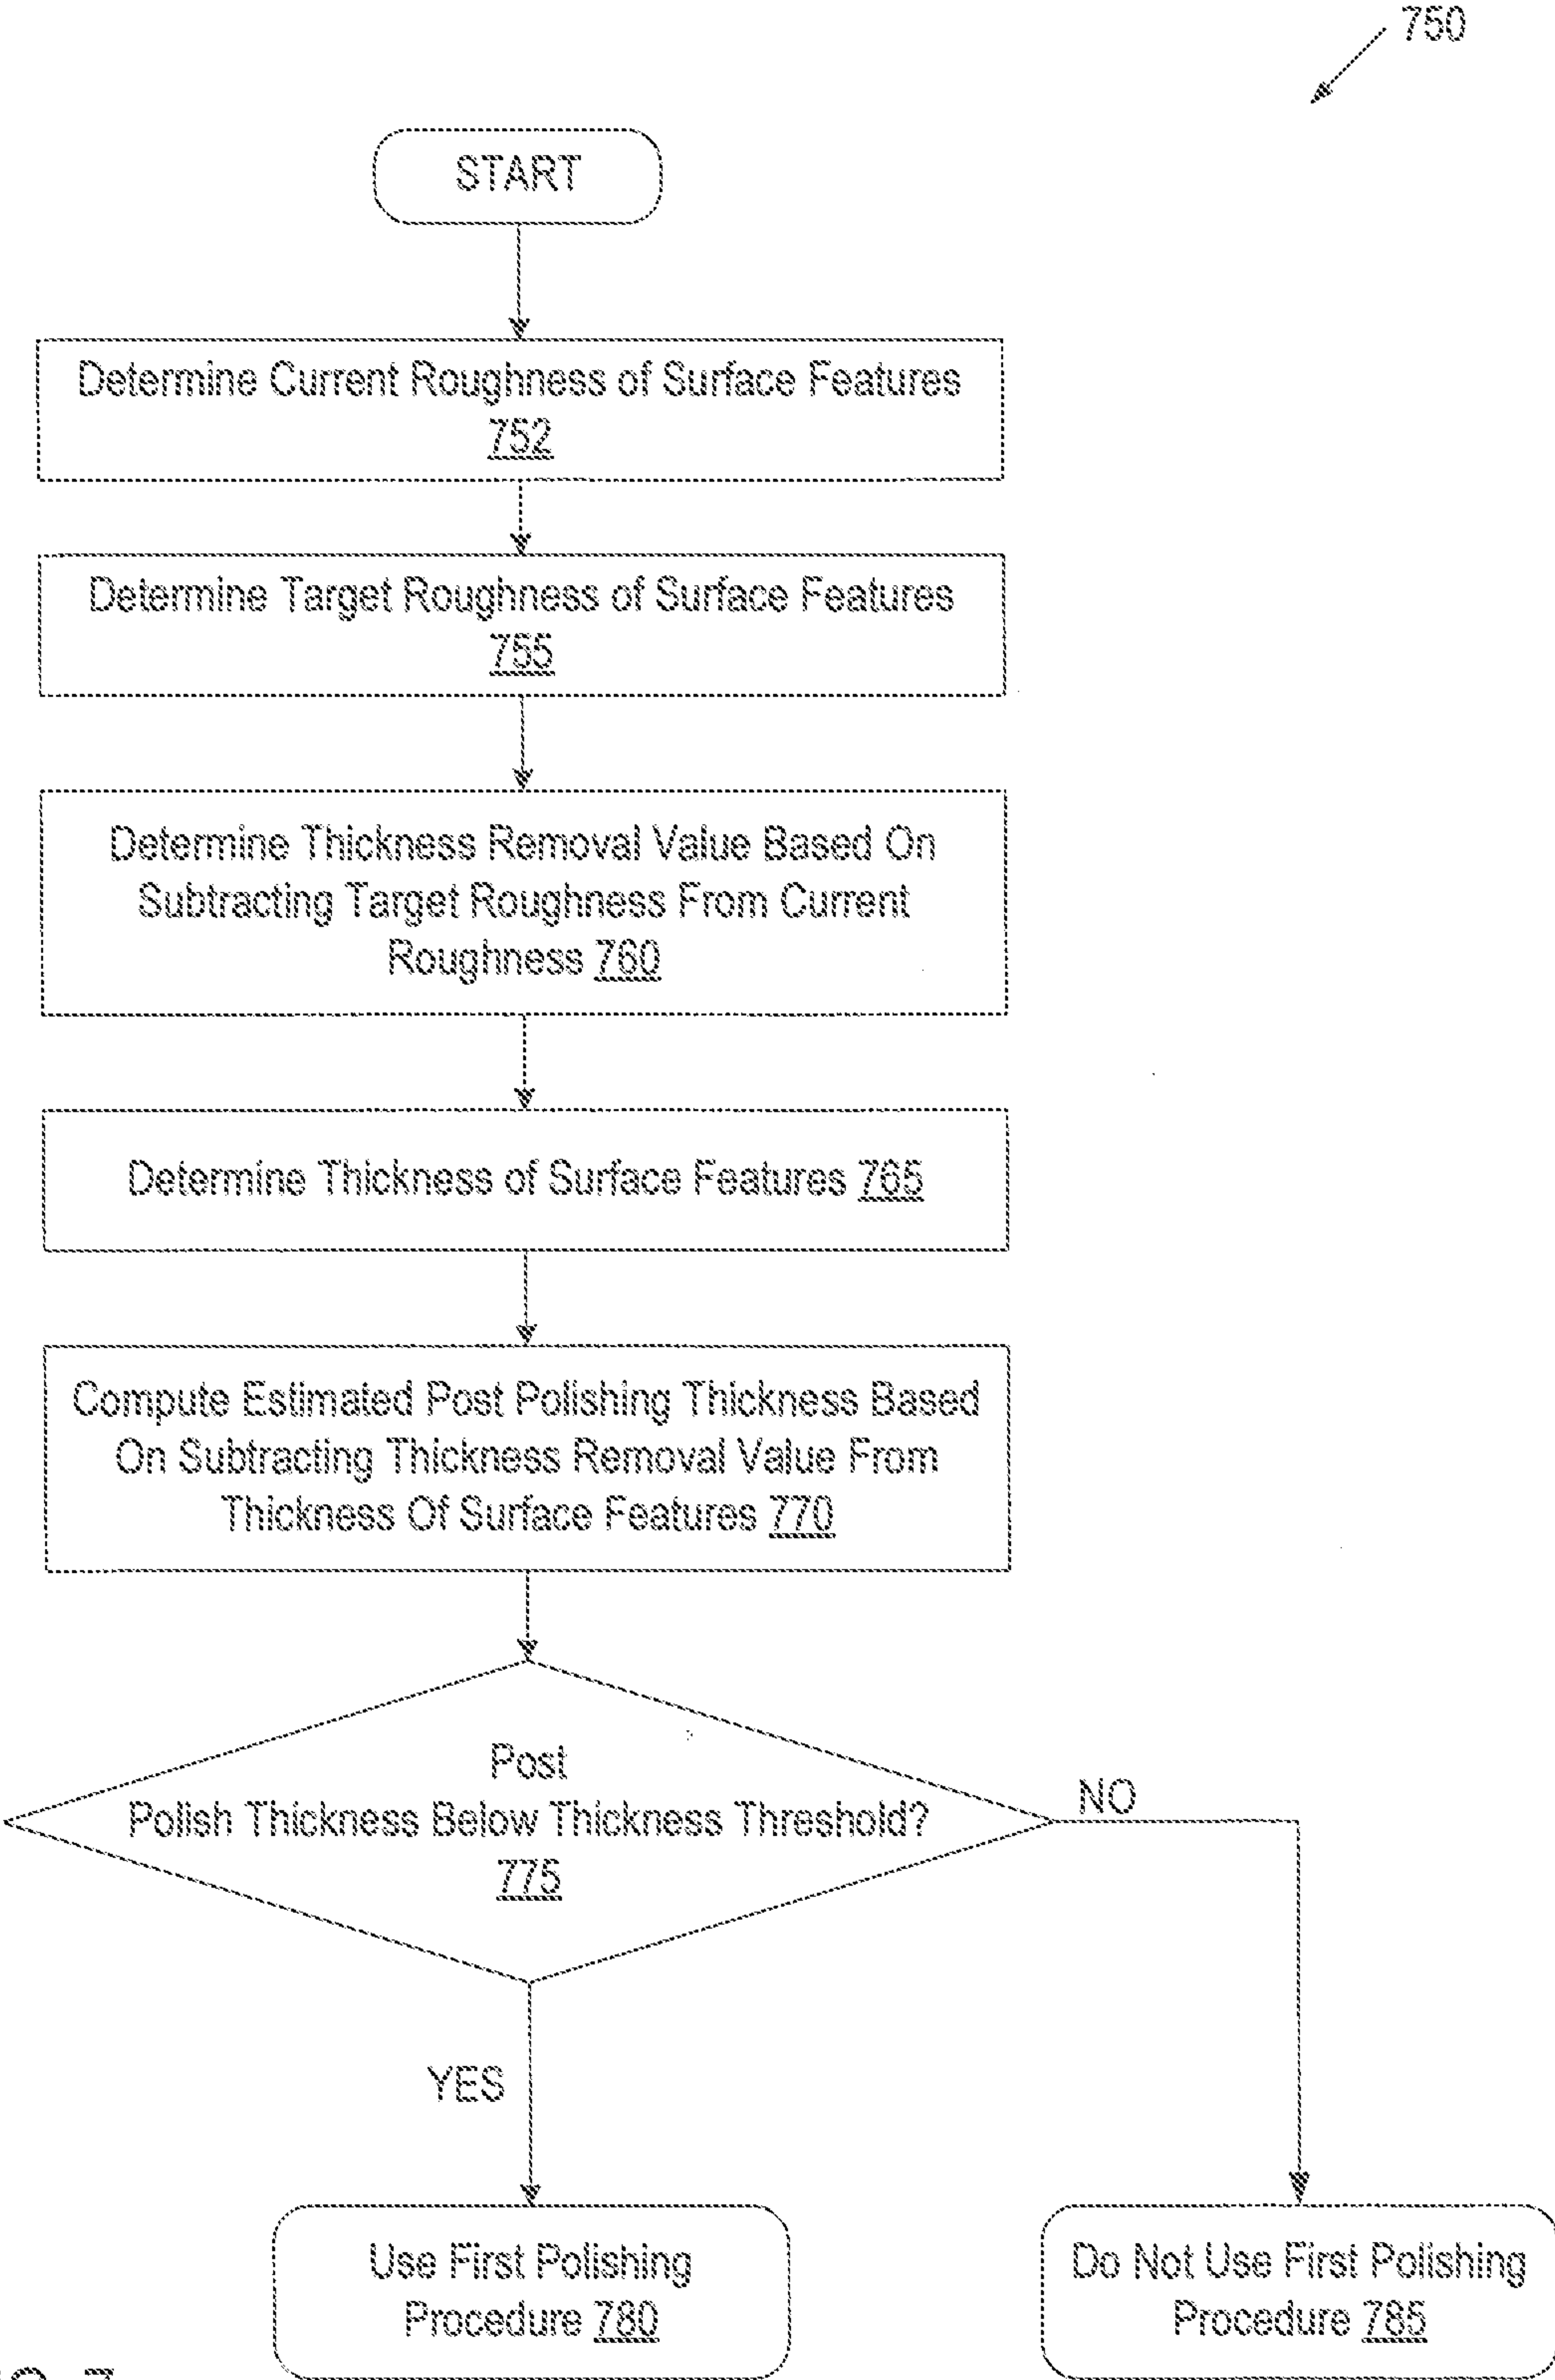 750
START
Determine Current Roughness of Surface Features
752
Determine Target Roughness of Surface Features
755
Determine Thickness Removal Value Based On
Subtracting Target Roughness From Current
Roughness 760
Determine Thickness of Surface Features 765
Compute Estimated Post Polishing Thickness Based
On Subtracting Thickness Removal Value From
Thickness Of Surface Features 770
Post
Polish Thickness Below Thickness Threshold?
775
NO
YES
Use First Polishing
Procedure 780
Do Not Use First Polishing
Procedure 785